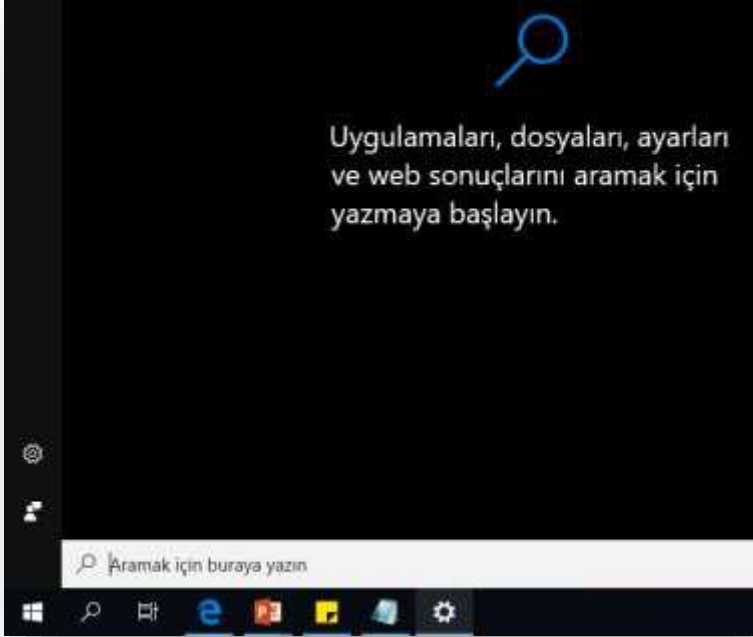 Uygulamaları, dosyaları, ayarları
ve web sonuçlarını aramak için
yazmaya başlayın.
Aramak için buraya yazın